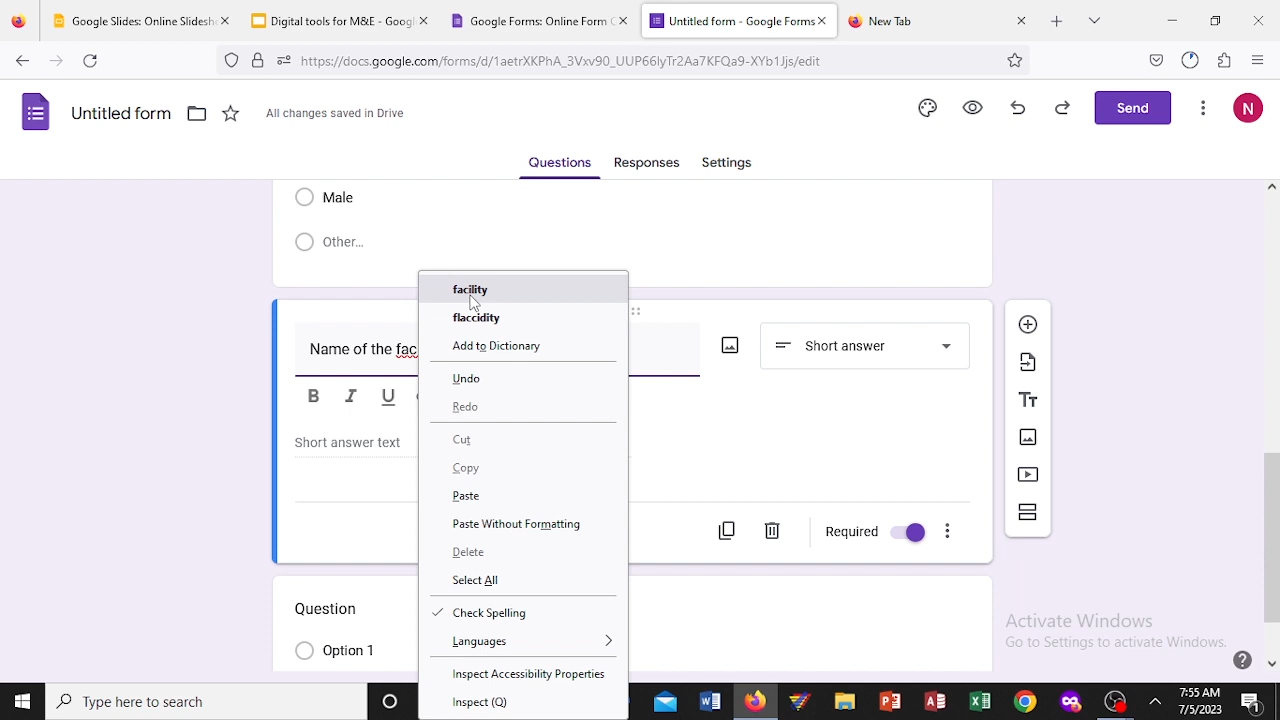 Google Slides: Online Slidesh
Digital tools for M&E - Googl
Google Forms: Online Form C
Untitled form - Google Forms
New Tab
https://docs.google.com/forms/d/1aetrXKPhA_3Vxv90_UUP66lyTr2Aa7KFQa9-XYb1Jjs/edit
Untitled form
All changes saved in Drive
Send
N
Questions
Responses
Settings
Male
Other...
Name of the fac
Short answer
B I U
Short answer text
Required
facility
flaccidity
Add to Dictionary
Undo
Redo
Cut
Copy
Paste
Paste Without Formatting
Delete
Select All
Check Spelling
Languages
Inspect Accessibility Properties
Inspect (Q)
Question
Option 1
Activate Windows
Go to Settings to activate Windows.
Type here to search
7:55 AM
7/5/2023
1